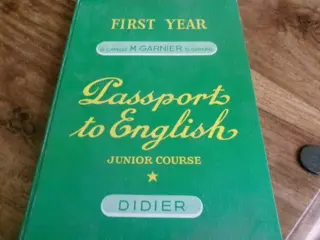 FIRST YEAR
M. GARNIER
Passport
to English
JUNIOR COURSE
DIDIER